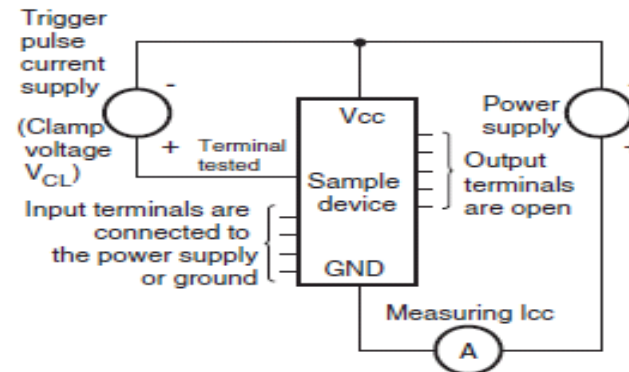 Trigger
pulse
current
supply
-
(Clamp
voltage
V_CL)
+
Terminal
tested
Vcc
Sample
device
GND
Power
supply
-
Output
terminals
are open
Input terminals are
connected to
the power supply
or ground
Measuring Icc
A